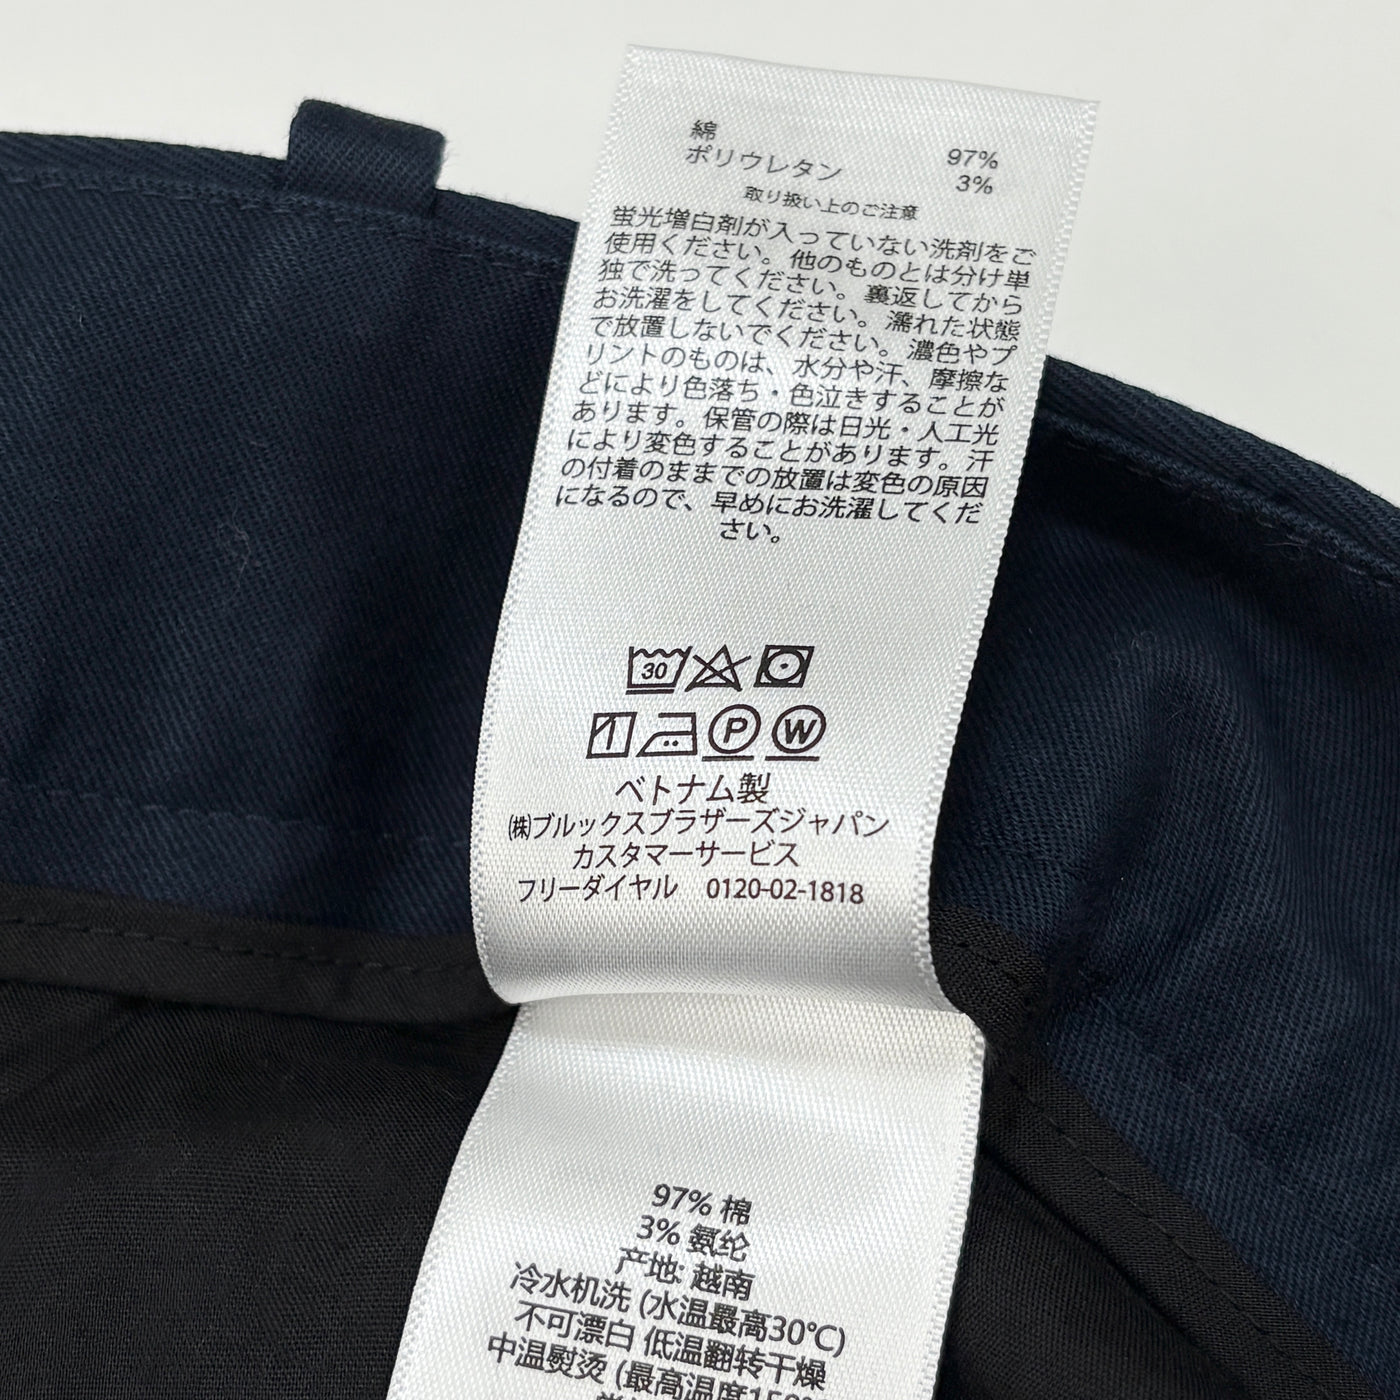 綿 97%
ポリウレタン 3%
取り扱い上のご注意
蛍光増白剤が入っていない洗剤をご
使用ください。他のものとは分け単
独で洗ってください。裏返してから
お洗濯をしてください。濡れた状態
で放置しないでください。濃色やプ
リントのものは、水分や汗、摩擦な
どにより色落ち・色泣きすることが
あります。保管の際は日光・人工光
により変色することがあります。汗
の付着のままでの放置は変色の原因
になるので、早めにお洗濯してくだ
さい。
30
P W
ベトナム製
(株)ブルックスブラザーズジャパン
カスタマーサービス
フリーダイヤル 0120-02-1818
97% 棉
3% 氨纶
产地: 越南
冷水机洗 (水温最高30℃)
不可漂白 低温翻转干燥
中温熨烫 (最高温度150